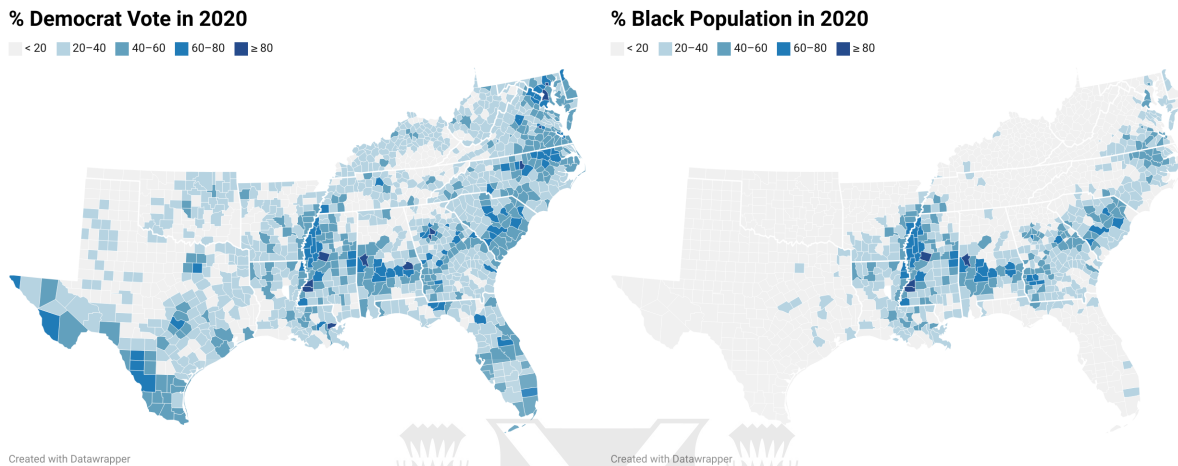 % Democrat Vote in 2020
< 20 20–40 40–60 60–80 ≥ 80
% Black Population in 2020
< 20 20–40 40–60 60–80 ≥ 80
Created with Datawrapper
Created with Datawrapper